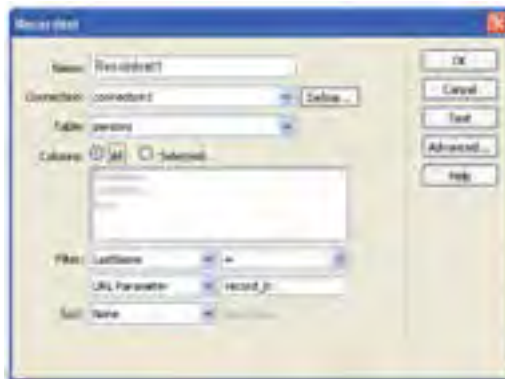 Recordset
Name: Recordset1
Connection: connection1 Define...
Table: persons
Columns: All Selected:
Filter: LastName =
URL Parameter
Sort: None
OK
Cancel
Test
Advanced...
Help